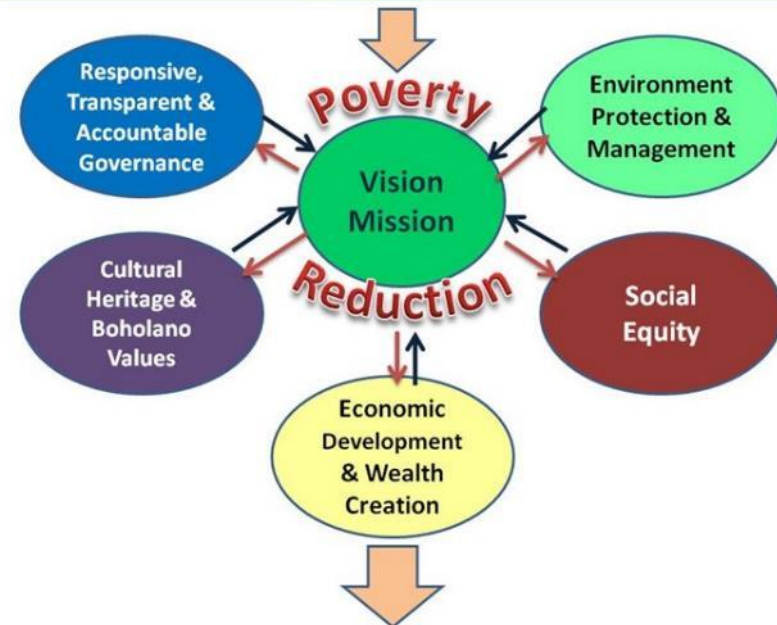 Responsive,
Transparent &
Accountable
Governance
Poverty
Vision
Mission
Reduction
Environment
Protection &
Management
Cultural
Heritage &
Boholano
Values
Social
Equity
Economic
Development
& Wealth
Creation